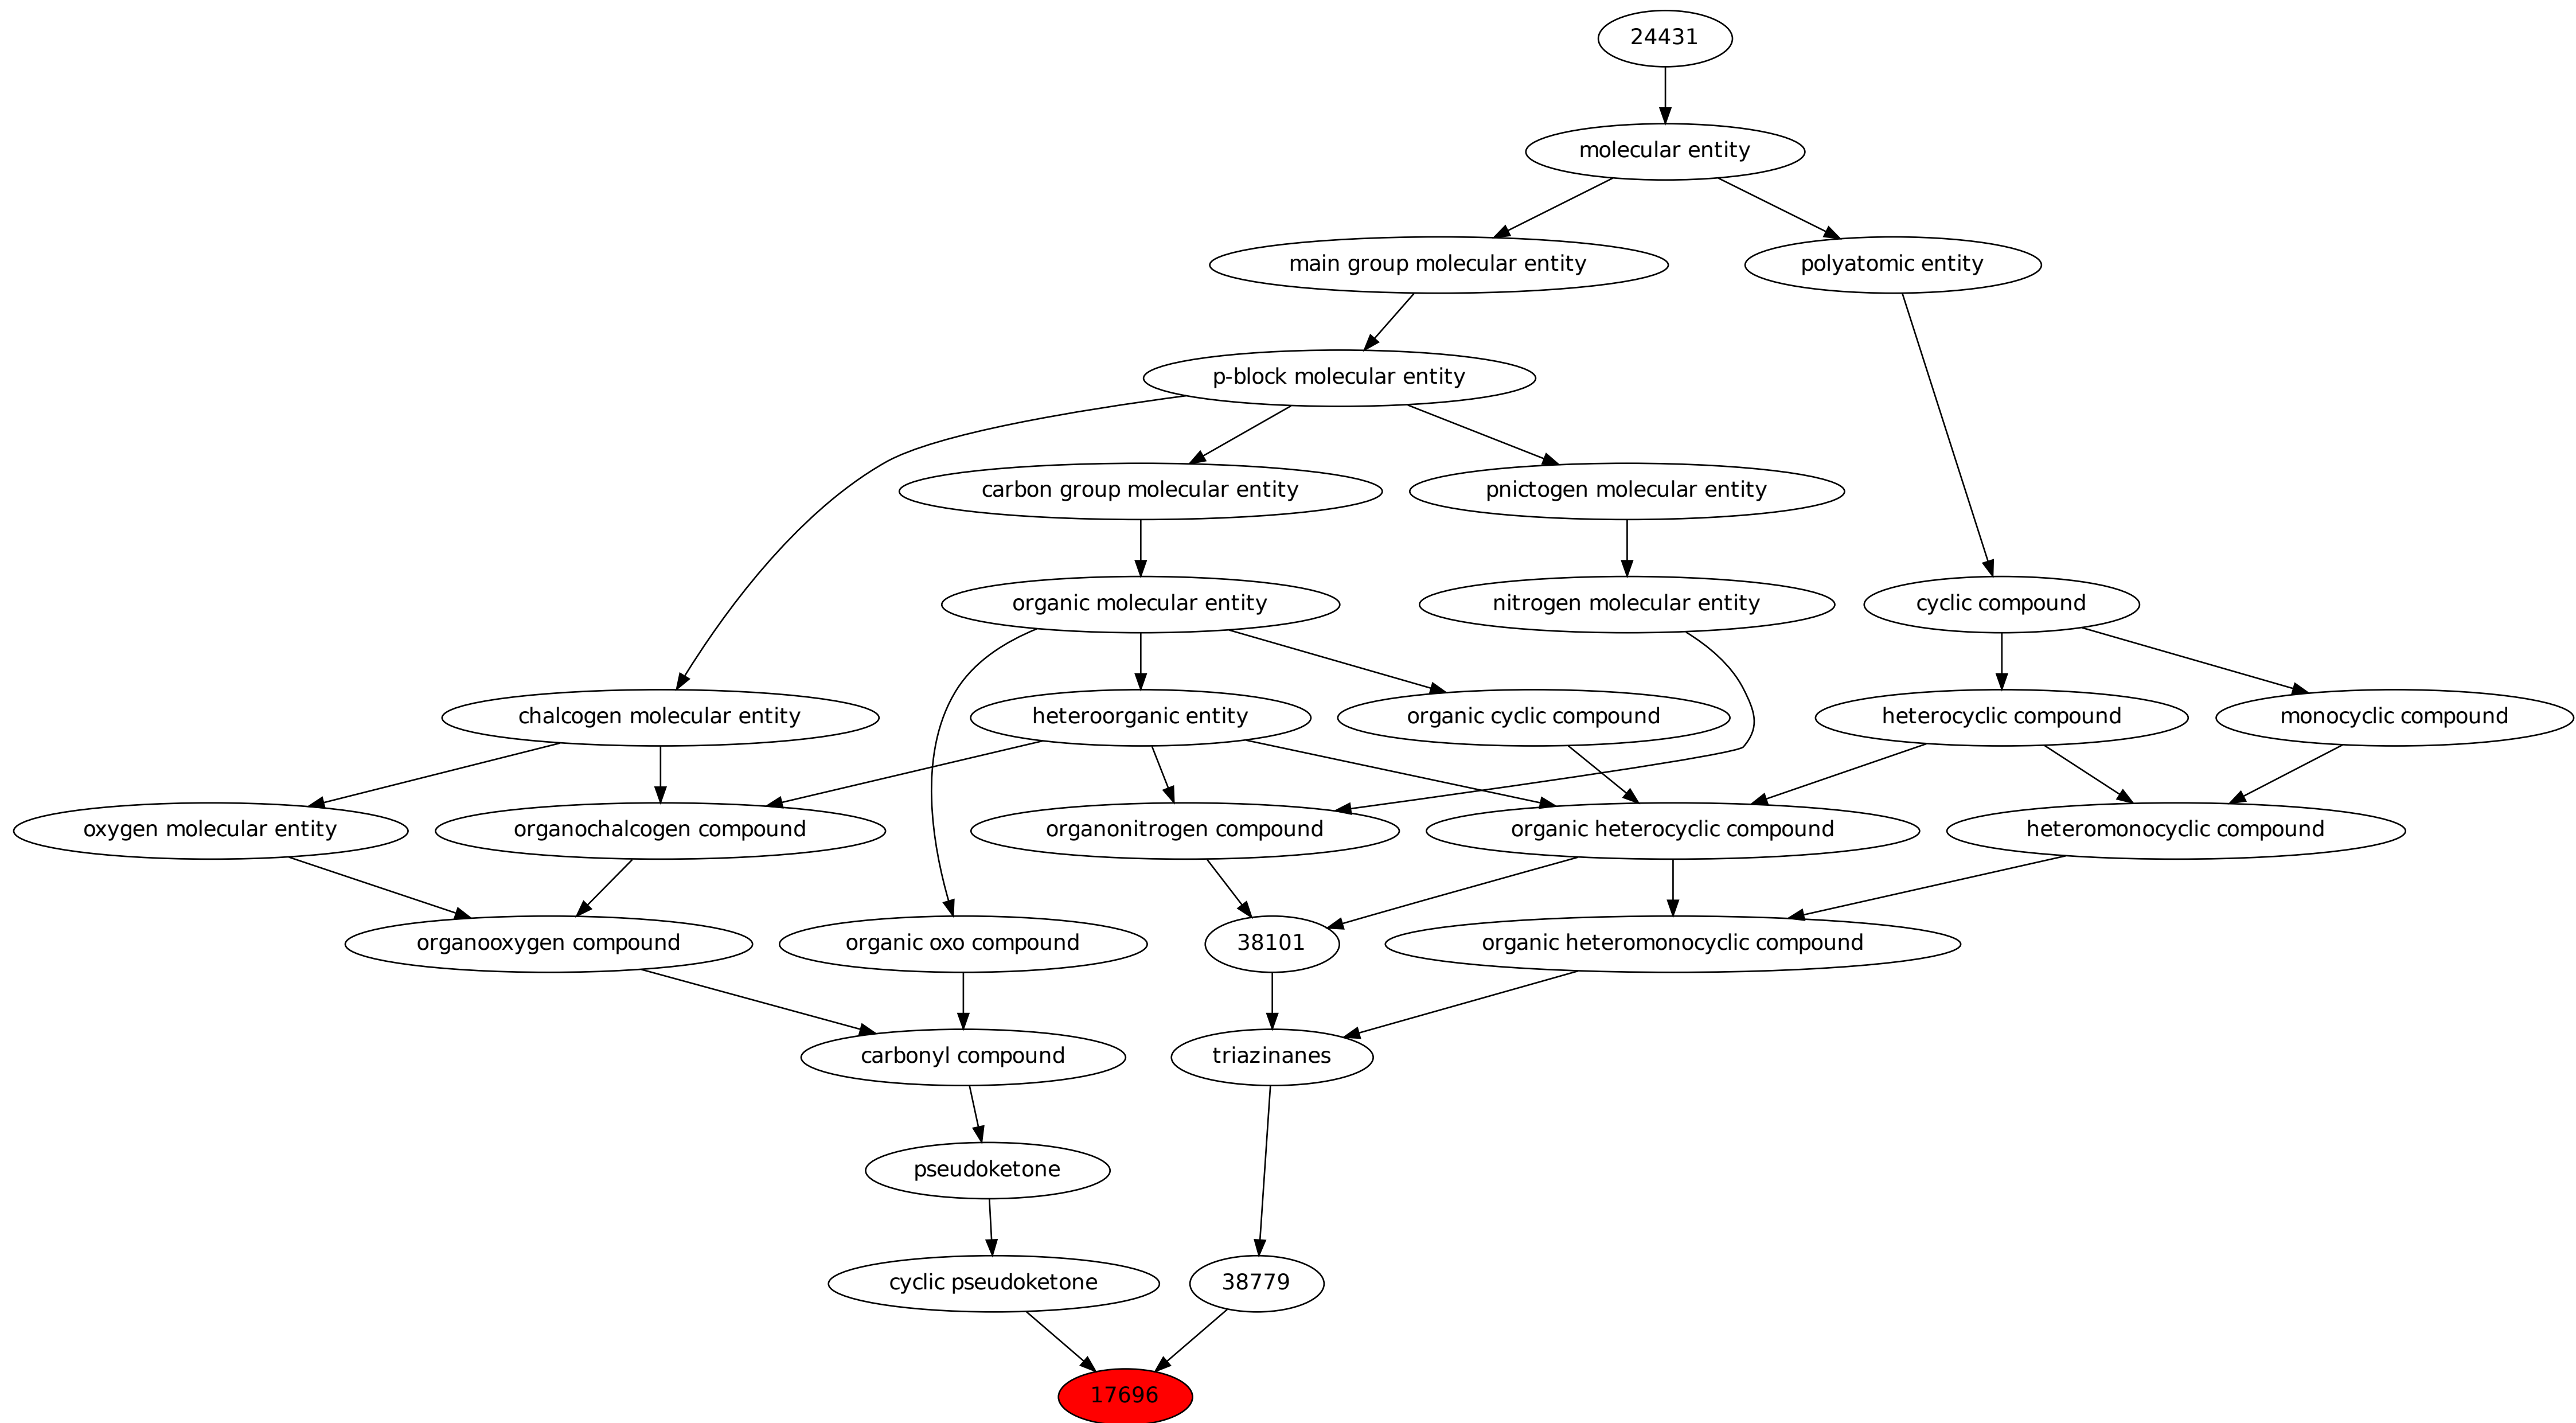 24431
molecular entity
main group molecular entity
polyatomic entity
p-block molecular entity
carbon group molecular entity
pnictogen molecular entity
organic molecular entity
nitrogen molecular entity
cyclic compound
chalcogen molecular entity
heteroorganic entity
organic cyclic compound
heterocyclic compound
monocyclic compound
oxygen molecular entity
organochalcogen compound
organonitrogen compound
organic heterocyclic compound
heteromonocyclic compound
organooxygen compound
organic oxo compound
38101
organic heteromonocyclic compound
carbonyl compound
triazinanes
pseudoketone
cyclic pseudoketone
38779
17696